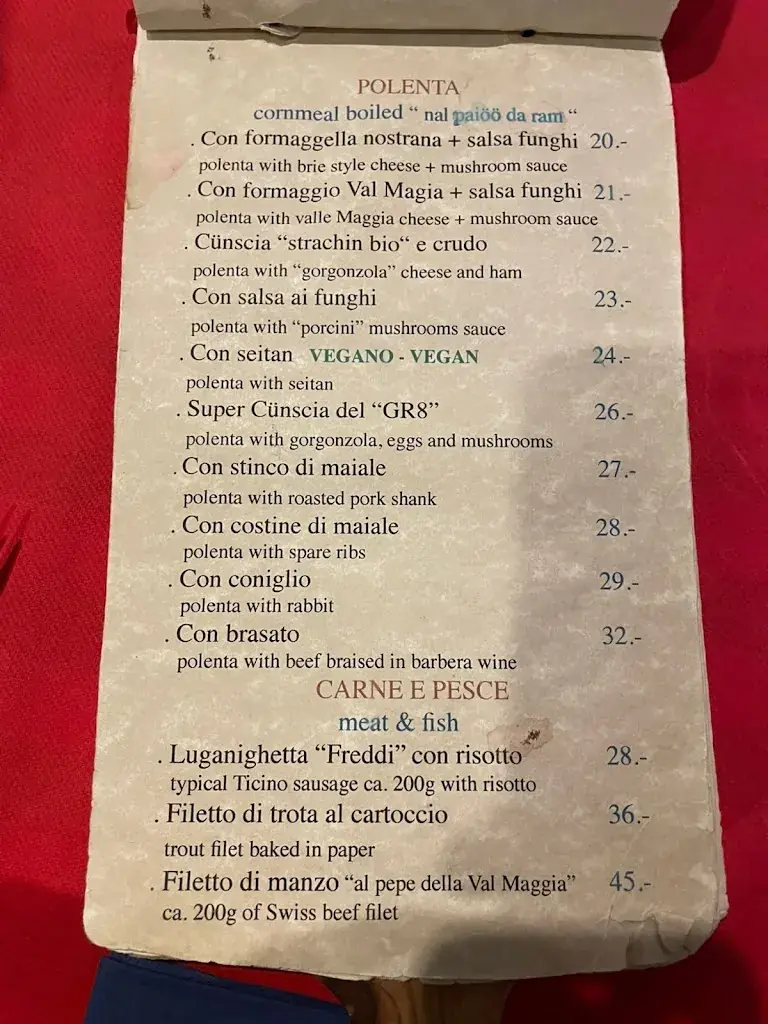 POLENTA
cornmeal boiled “ nal paiöö da ram “
. Con formaggella nostrana + salsa funghi 20.-
polenta with brie style cheese + mushroom sauce
. Con formaggio Val Magia + salsa funghi 21.-
polenta with valle Maggia cheese + mushroom sauce
. Cünscia “strachin bio“ e crudo 22.-
polenta with “gorgonzola” cheese and ham
. Con salsa ai funghi 23.-
polenta with “porcini” mushrooms sauce
. Con seitan VEGANO - VEGAN 24.-
polenta with seitan
. Super Cünscia del “GR8” 26.-
polenta with gorgonzola, eggs and mushrooms
. Con stinco di maiale 27.-
polenta with roasted pork shank
. Con costine di maiale 28.-
polenta with spare ribs
. Con coniglio 29.-
polenta with rabbit
. Con brasato 32.-
polenta with beef braised in barbera wine
CARNE E PESCE
meat & fish
. Luganighetta “Freddi” con risotto 28.-
typical Ticino sausage ca. 200g with risotto
. Filetto di trota al cartoccio 36.-
trout filet baked in paper
. Filetto di manzo “al pepe della Val Maggia” 45.-
ca. 200g of Swiss beef filet